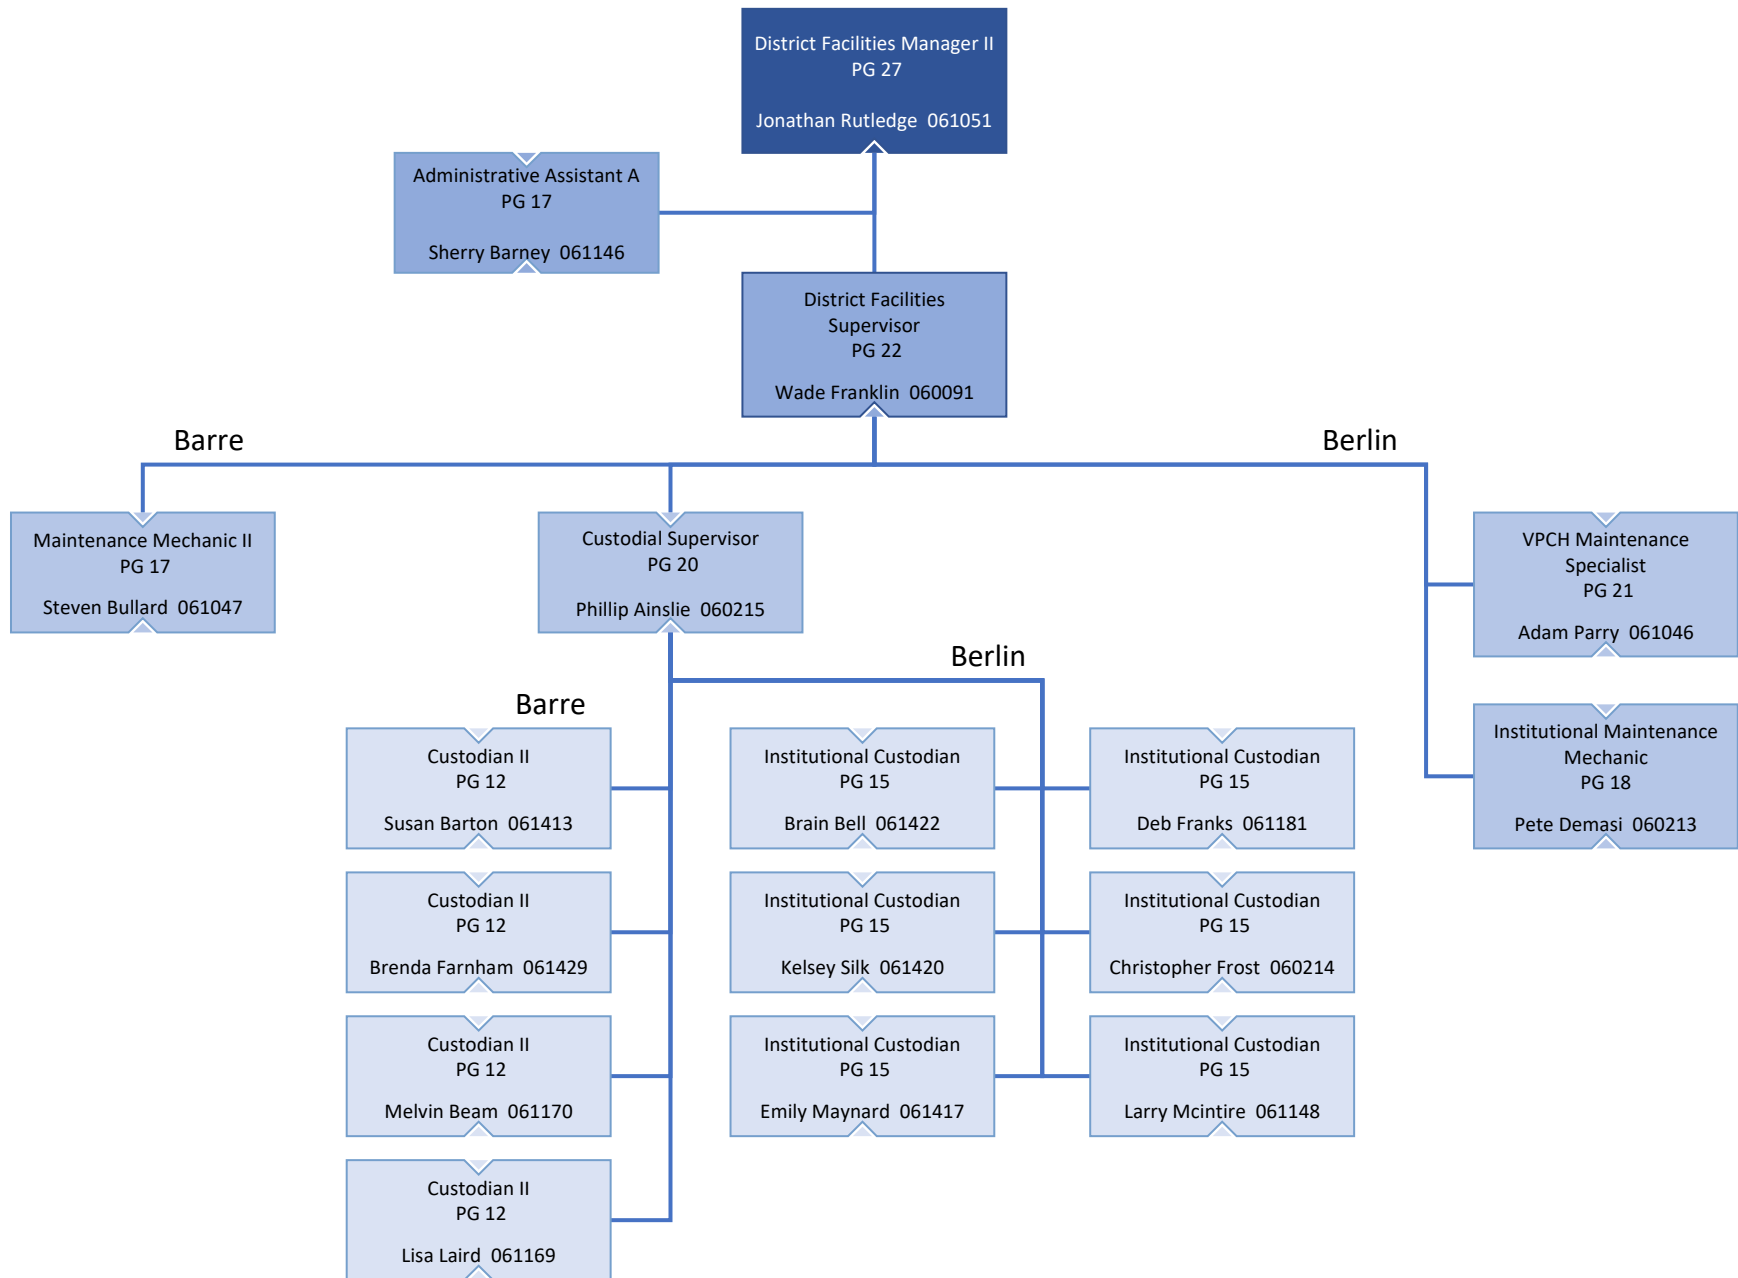 District Facilities Manager II
PG 27
Jonathan Rutledge  061051
Administrative Assistant A
PG 17
Sherry Barney  061146
District Facilities
Supervisor
PG 22
Wade Franklin  060091
Barre
Berlin
Maintenance Mechanic II
PG 17
Steven Bullard  061047
Custodial Supervisor
PG 20
Phillip Ainslie  060215
VPCH Maintenance
Specialist
PG 21
Adam Parry  061046
Berlin
Barre
Custodian II
PG 12
Susan Barton  061413
Institutional Custodian
PG 15
Brain Bell  061422
Institutional Custodian
PG 15
Deb Franks  061181
Institutional Maintenance
Mechanic
PG 18
Pete Demasi  060213
Custodian II
PG 12
Brenda Farnham  061429
Institutional Custodian
PG 15
Kelsey Silk  061420
Institutional Custodian
PG 15
Christopher Frost  060214
Custodian II
PG 12
Melvin Beam  061170
Institutional Custodian
PG 15
Emily Maynard  061417
Institutional Custodian
PG 15
Larry Mcintire  061148
Custodian II
PG 12
Lisa Laird  061169